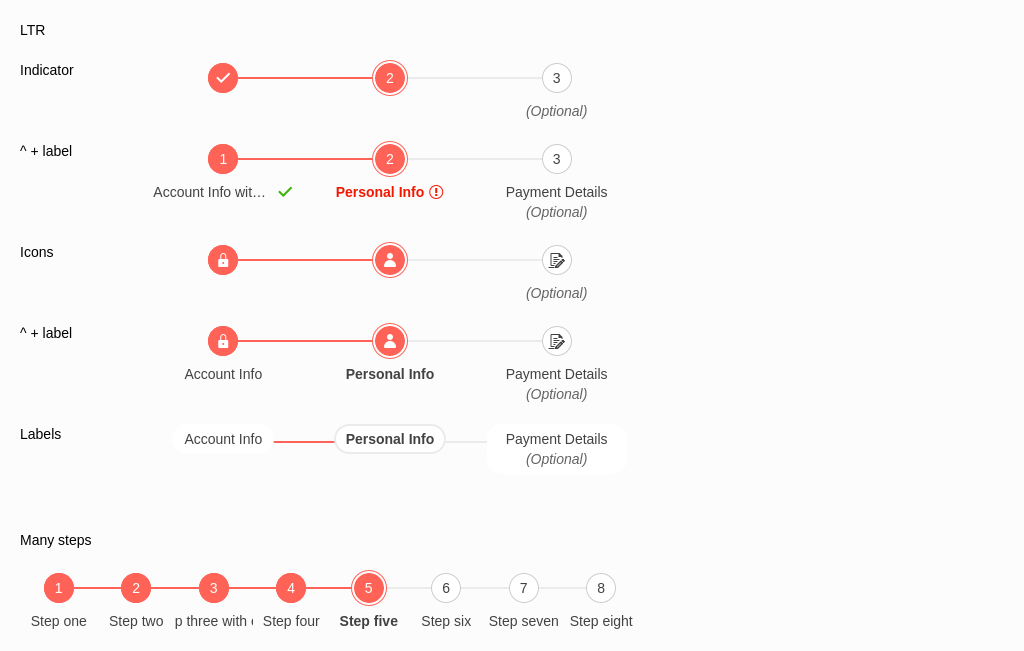 LTR
Indicator
2
3
(Optional)
^ + label
1
2
3
Account Info wit…
Personal Info
Payment Details
(Optional)
Icons
(Optional)
^ + label
Account Info
Personal Info
Payment Details
(Optional)
Labels
Account Info
Personal Info
Payment Details
(Optional)
Many steps
1 2 3 4 5 6 7 8
Step one
Step two
p three with
Step four
Step five
Step six
Step seven
Step eight